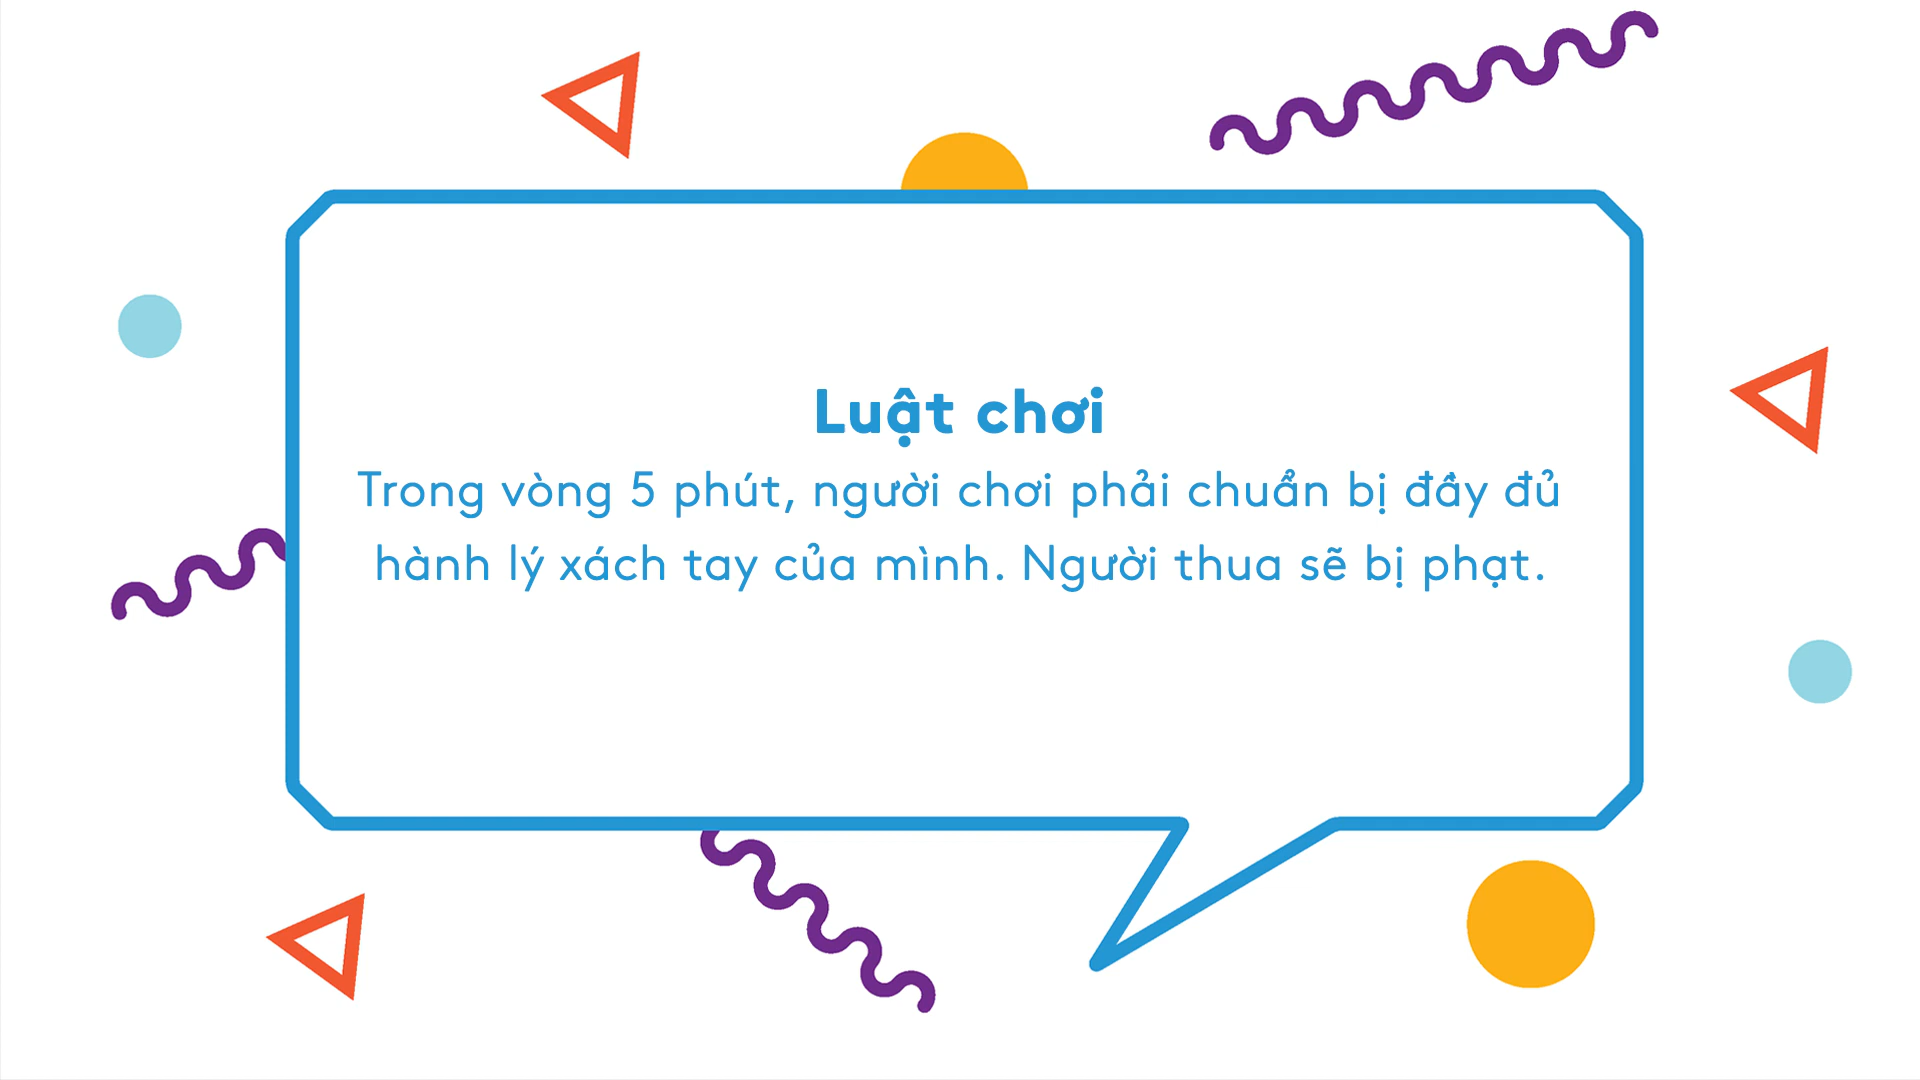 Luật chơi
Trong vòng 5 phút, người chơi phải chuẩn bị đầy đủ
hành lý xách tay của mình. Người thua sẽ bị phạt.